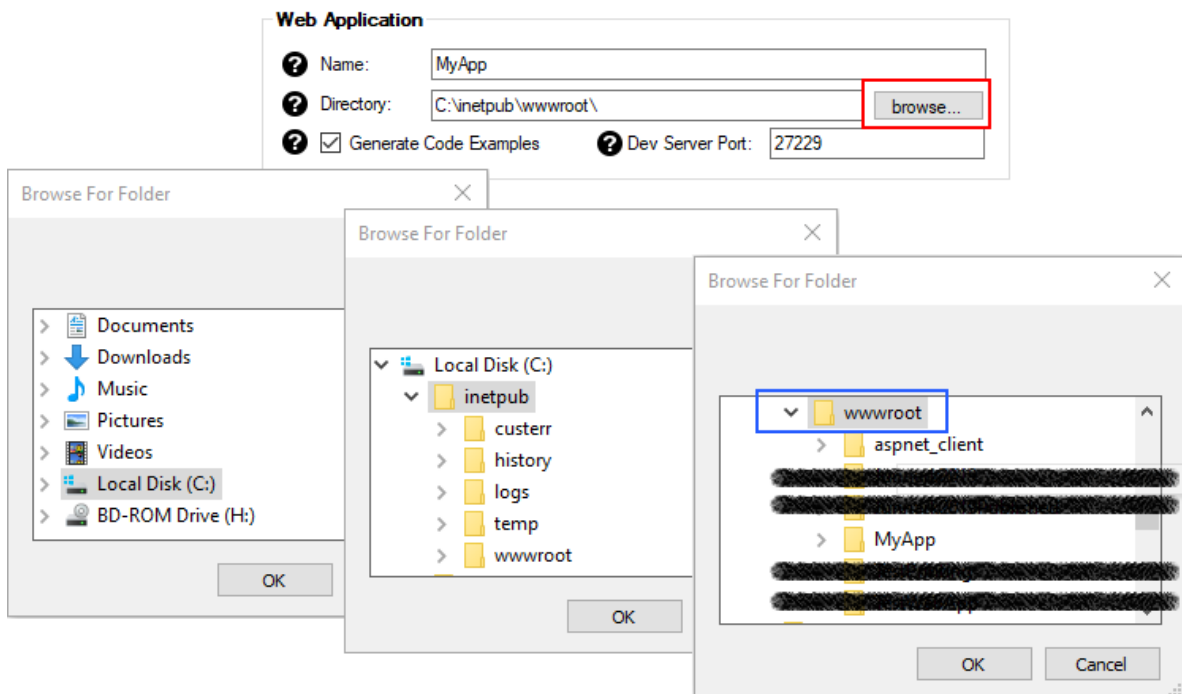 Web Application
? Name: MyApp
? Directory: C:\inetpub\wwwroot\ browse...
? Generate Code Examples ? Dev Server Port: 27229
Browse For Folder
Documents
Downloads
Music
Pictures
Videos
Local Disk (C:)
BD-ROM Drive (H:)
OK
Browse For Folder
Local Disk (C:)
inetpub
custerr
history
logs
temp
wwwroot
OK
Browse For Folder
wwwroot
aspnet_client
MyApp
OK Cancel